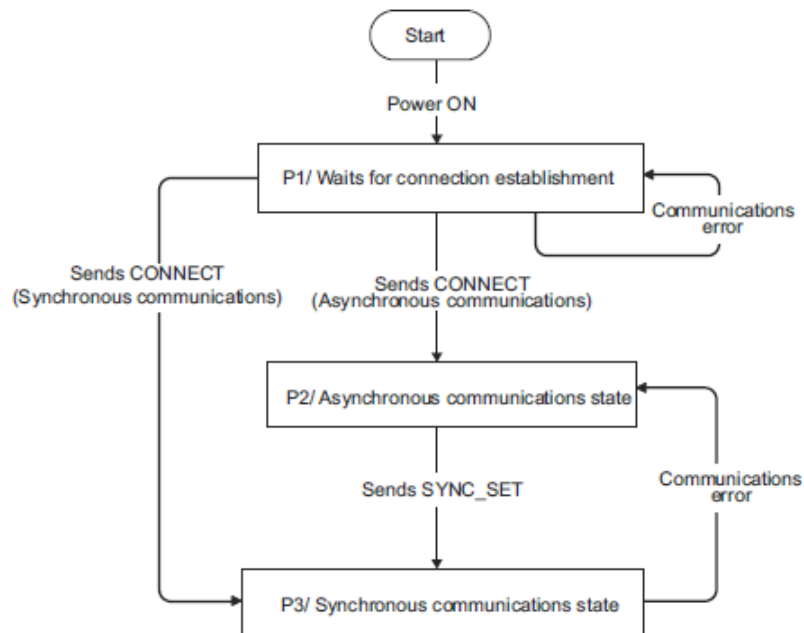 Start
Power ON
P1/ Waits for connection establishment
Communications
error
Sends CONNECT
(Synchronous communications)
Sends CONNECT
(Asynchronous communications)
P2/ Asynchronous communications state
Sends SYNC_SET
Communications
error
P3/ Synchronous communications state